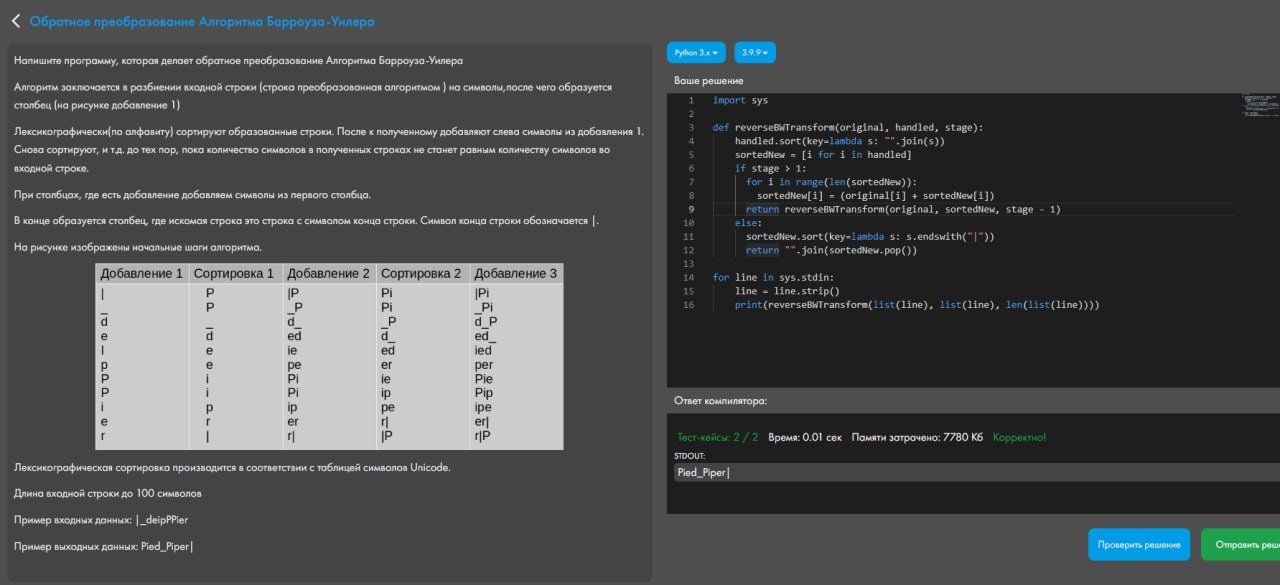 Обратное преобразование Алгоритма Барроуза-Уилера
Напишите программу, которая делает обратное преобразование Алгоритма Барроуза-Уилера
Алгоритм заключается в разбиении входной строки (строка преобразованная алгоритмом ) на символы,после чего образуется
столбец (на рисунке добавление 1)
Лексикографически(по алфавиту) сортируют образованные строки. После к полученному добавляют слева символы из добавления 1.
Снова сортируют, и т.д. до тех пор, пока количество символов в полученных строках не станет равным количеству символов во
входной строке.
При столбцах, где есть добавление добавляем символы из первого столбца.
В конце образуется столбец, где искомая строка это строка с символом конца строки. Символ конца строки обозначается |.
На рисунке изображены начальные шаги алгоритма.
Добавление 1 Сортировка 1 Добавление 2 Сортировка 2 Добавление 3
| P |P Pi |Pi
_ P _P Pi _Pi
d _ d_ _P d_P
e d ed d_ ed_
I e ie ed ied
p e pe er per
P i Pi ie Pie
P i Pi ip Pip
i p ip pe ipe
e r er r| er|
r | r| |P r|P
Лексикографическая сортировка производится в соответствии с таблицей символов Unicode.
Длина входной строки до 100 символов
Пример входных данных: |_deipPPier
Пример выходных данных: Pied_Piper|
Python 3.x 3.9.9
Ваше решение
1 import sys
2
3 def reverseBWTransform(original, handled, stage):
4 handled.sort(key=lambda s: "".join(s))
5 sortedNew = [i for i in handled]
6 if stage > 1:
7 for i in range(len(sortedNew)):
8 sortedNew[i] = (original[i] + sortedNew[i])
9 return reverseBWTransform(original, sortedNew, stage - 1)
10 else:
11 sortedNew.sort(key=lambda s: s.endswith("|"))
12 return "".join(sortedNew.pop())
13
14 for line in sys.stdin:
15 line = line.strip()
16 print(reverseBWTransform(list(line), list(line), len(list(line))))
Ответ компилятора:
Тест-кейсы: 2 / 2 Время: 0.01 сек Памяти затрачено: 7780 Кб Корректно!
STDOUT:
Pied_Piper|
Проверить решение Отправить реше